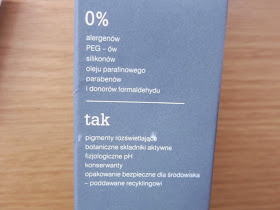 0%
alergenów
PEG – ów
silikonów
oleju parafinowego
parabenów
i donorów formaldehydu
tak
pigmenty rozświetlające
botaniczne składniki aktywne
fizjologiczne pH
konserwanty
opakowanie bezpieczne dla środowiska
– poddawane recyklingowi